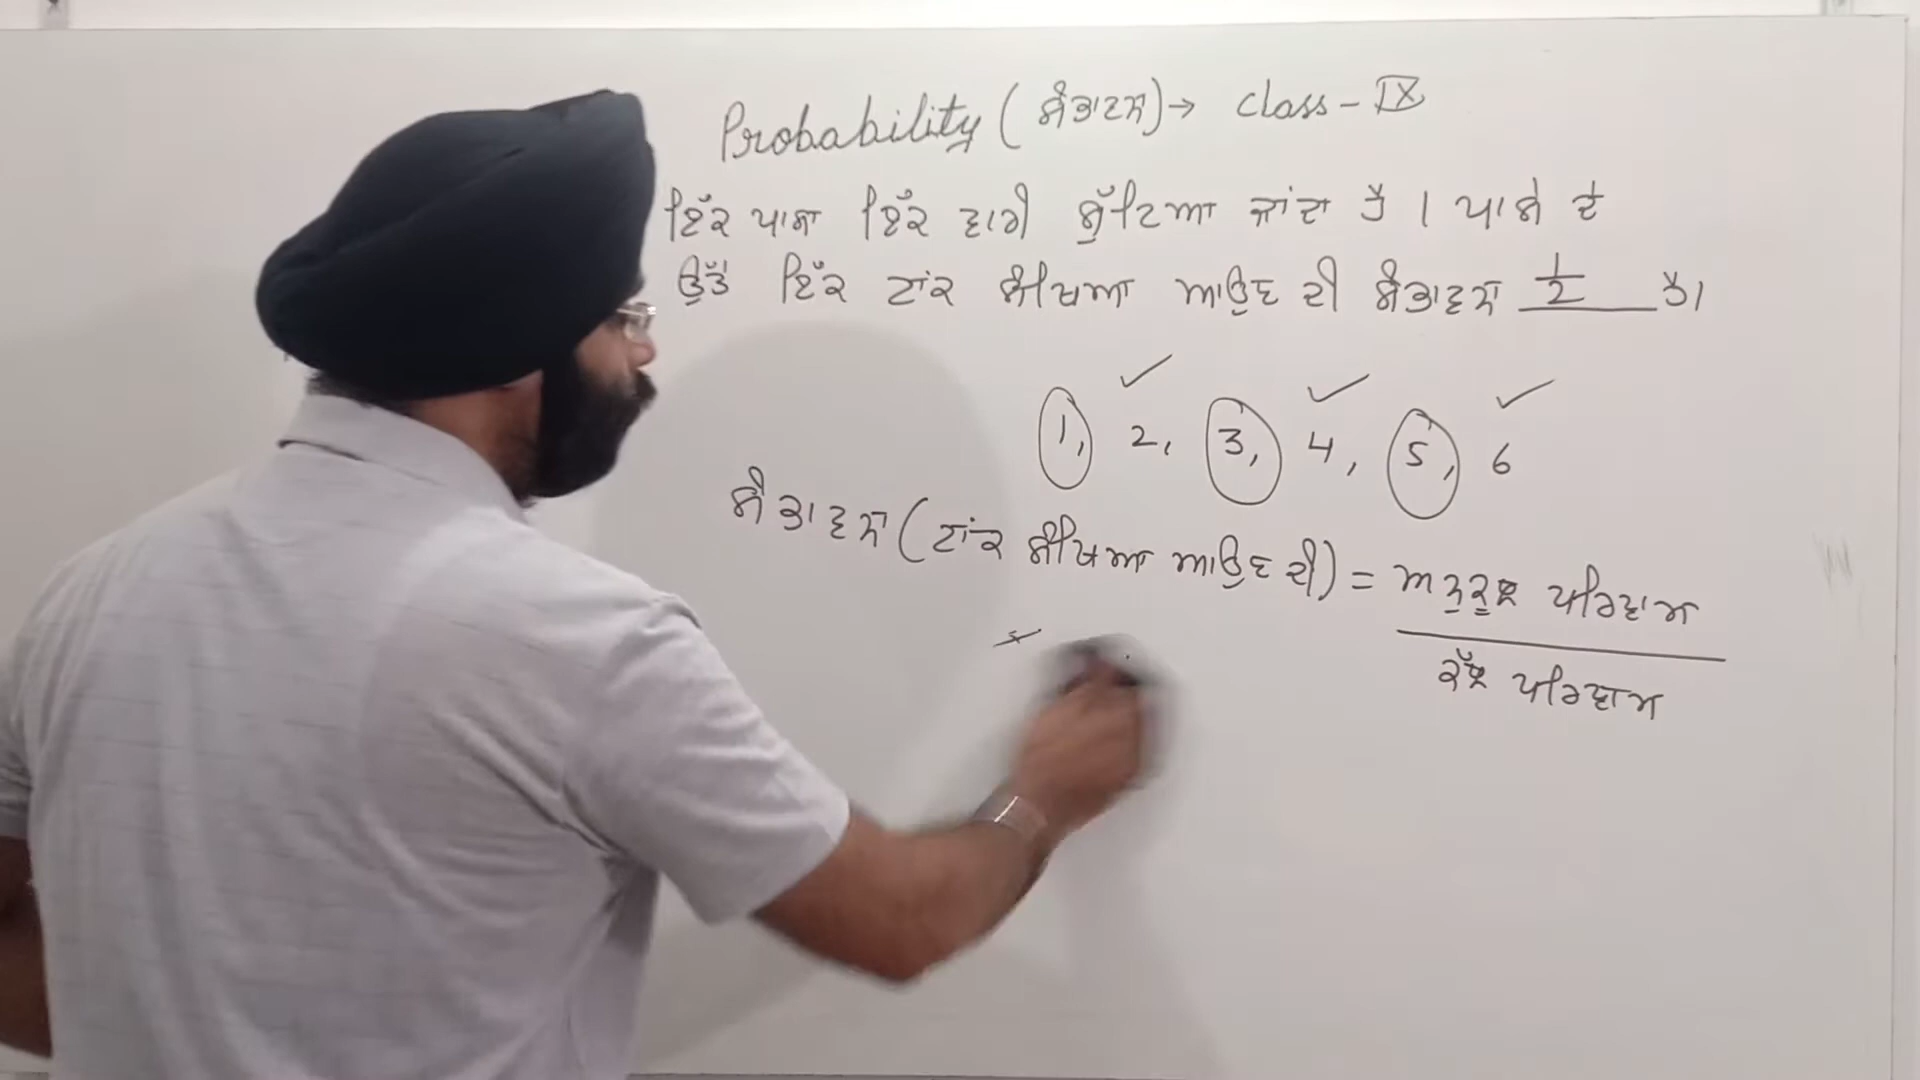 Probability ( ਸੰਭਾਵਨਾ ) → Class - IX
ਇੱਕ ਪਾਸਾ ਇੱਕ ਵਾਰੀ ਸੁੱਟਿਆ ਜਾਂਦਾ ਹੈ । ਪਾਸੇ ਦੇ
ਉੱਤੇ ਇੱਕ ਟਾਂਕ ਸੰਖਿਆ ਆਉਣ ਦੀ ਸੰਭਾਵਨਾ 1/2 ਹੈ।
1, 2, 3, 4, 5, 6
ਸੰਭਾਵਨਾ ( ਟਾਂਕ ਸੰਖਿਆ ਆਉਣ ਦੀ ) = ਅਨੁਕੂਲ ਪਰਿਣਾਮ
ਕੁੱਲ ਪਰਿਣਾਮ